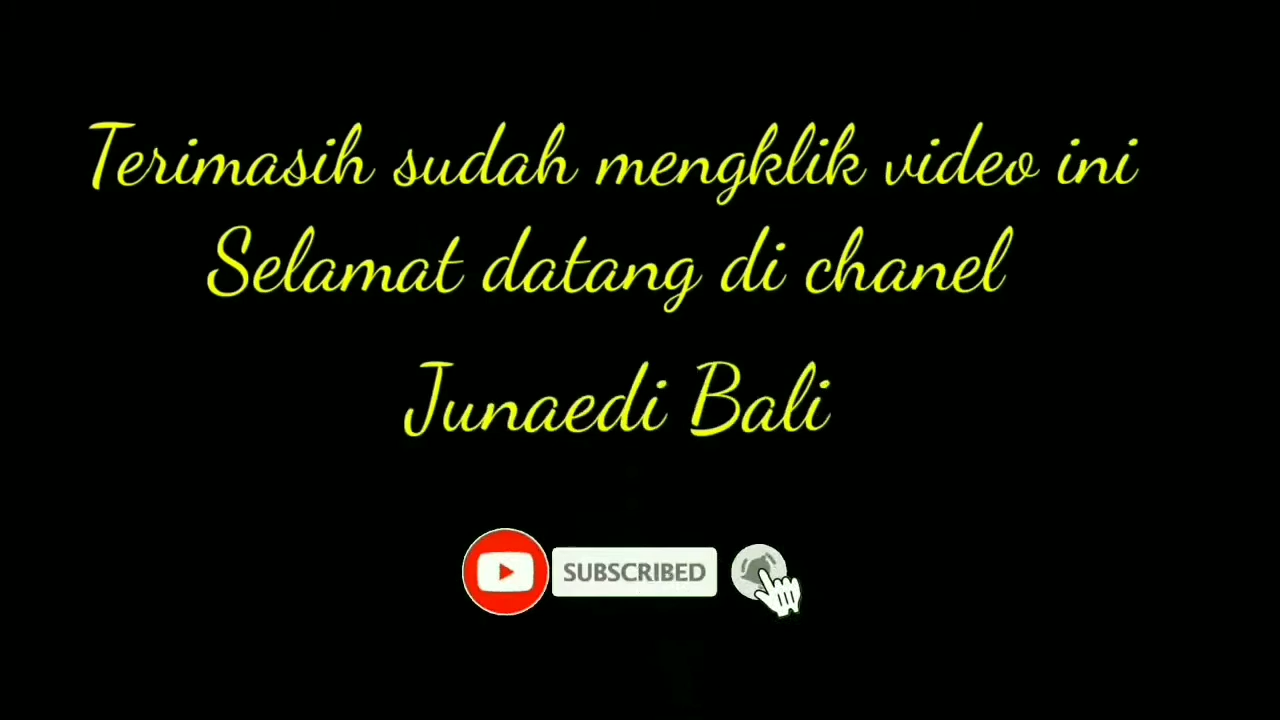 Terimasih sudah mengklik video ini
Selamat datang di chanel
Junaedi Bali
SUBSCRIBED